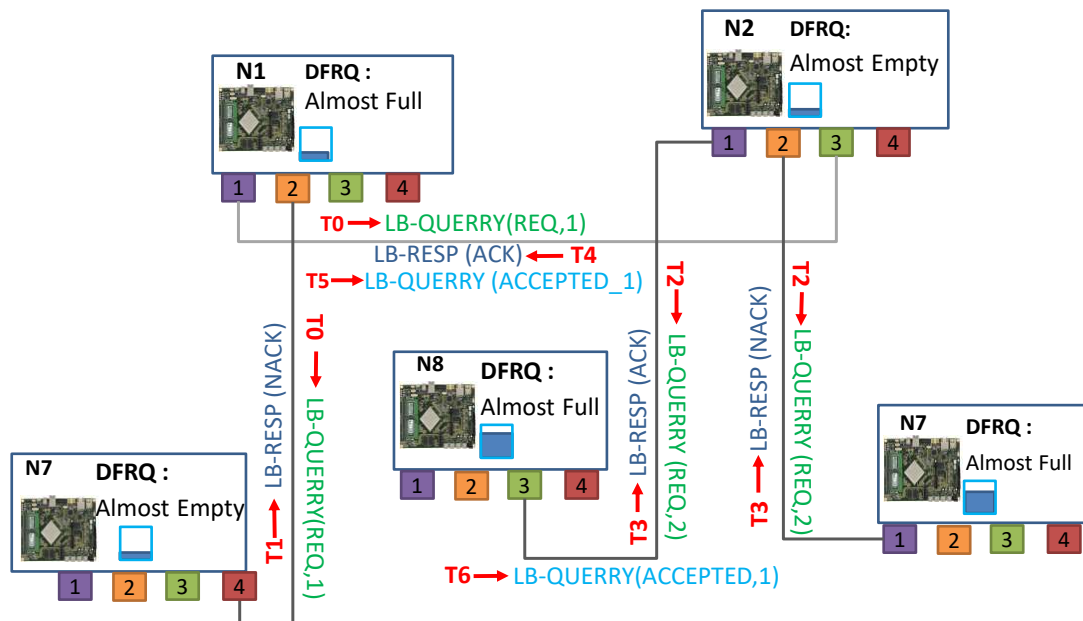 N1
DFRQ :
Almost Full
1 2 3 4
N2
DFRQ:
Almost Empty
1 2 3 4
T0 LB-QUERRY(REQ,1)
LB-RESP (ACK) T4
T5 LB-QUERRY (ACCEPTED_1)
T0 LB-QUERRY(REQ,1)
T1 LB-RESP (NACK)
T2 LB-QUERRY (REQ,2)
T3 LB-RESP (ACK)
T2 LB-QUERRY (REQ,2)
T3 LB-RESP (NACK)
N8
DFRQ :
Almost Full
1 2 3 4
N7
DFRQ :
Almost Full
1 2 3 4
N7
DFRQ :
Almost Empty
1 2 3 4
T6 LB-QUERRY(ACCEPTED,1)